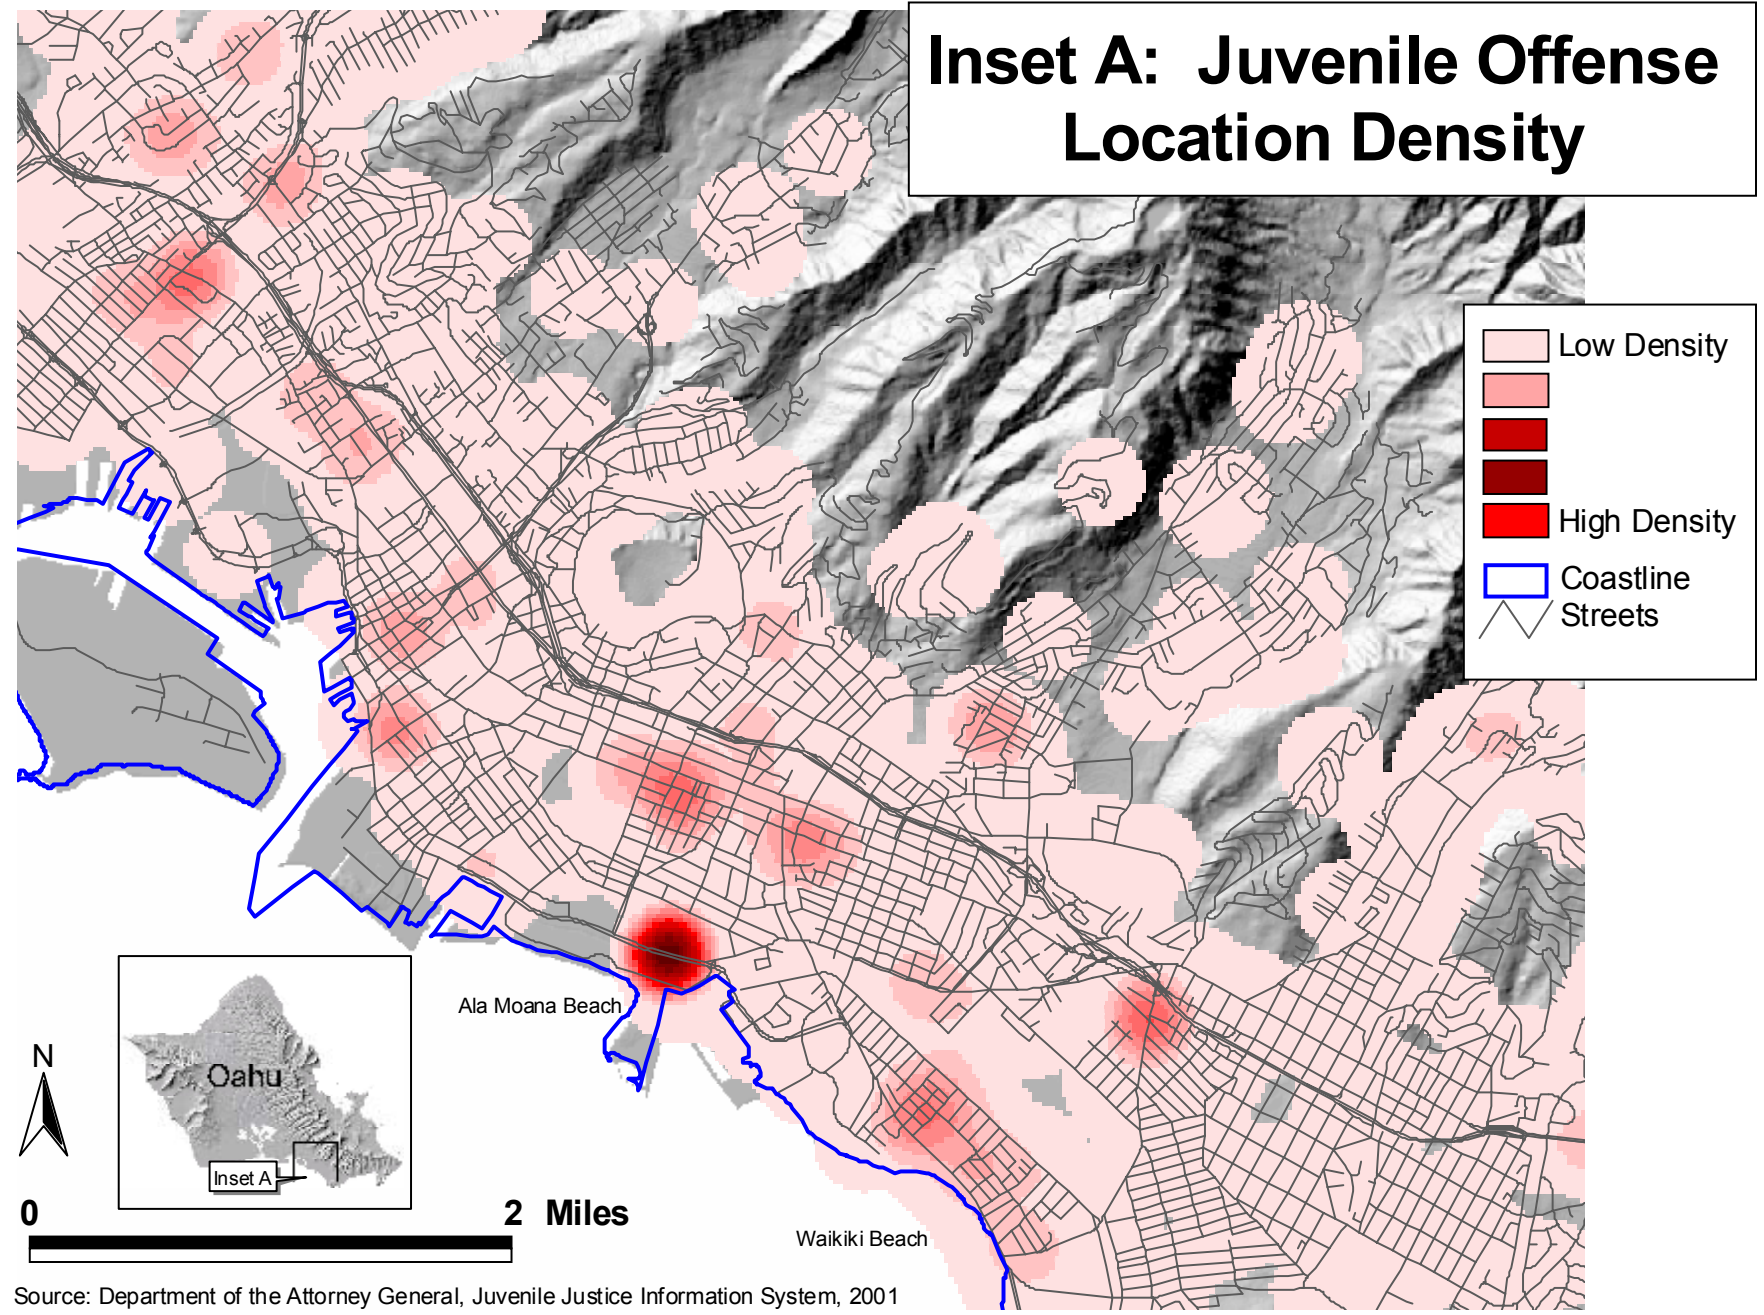 Inset A:  Juvenile Offense
Location Density
Low Density
High Density
Coastline
Streets
Ala Moana Beach
N
Oahu
Inset A
0 2 Miles
Waikiki Beach
Source: Department of the Attorney General, Juvenile Justice Information System, 2001